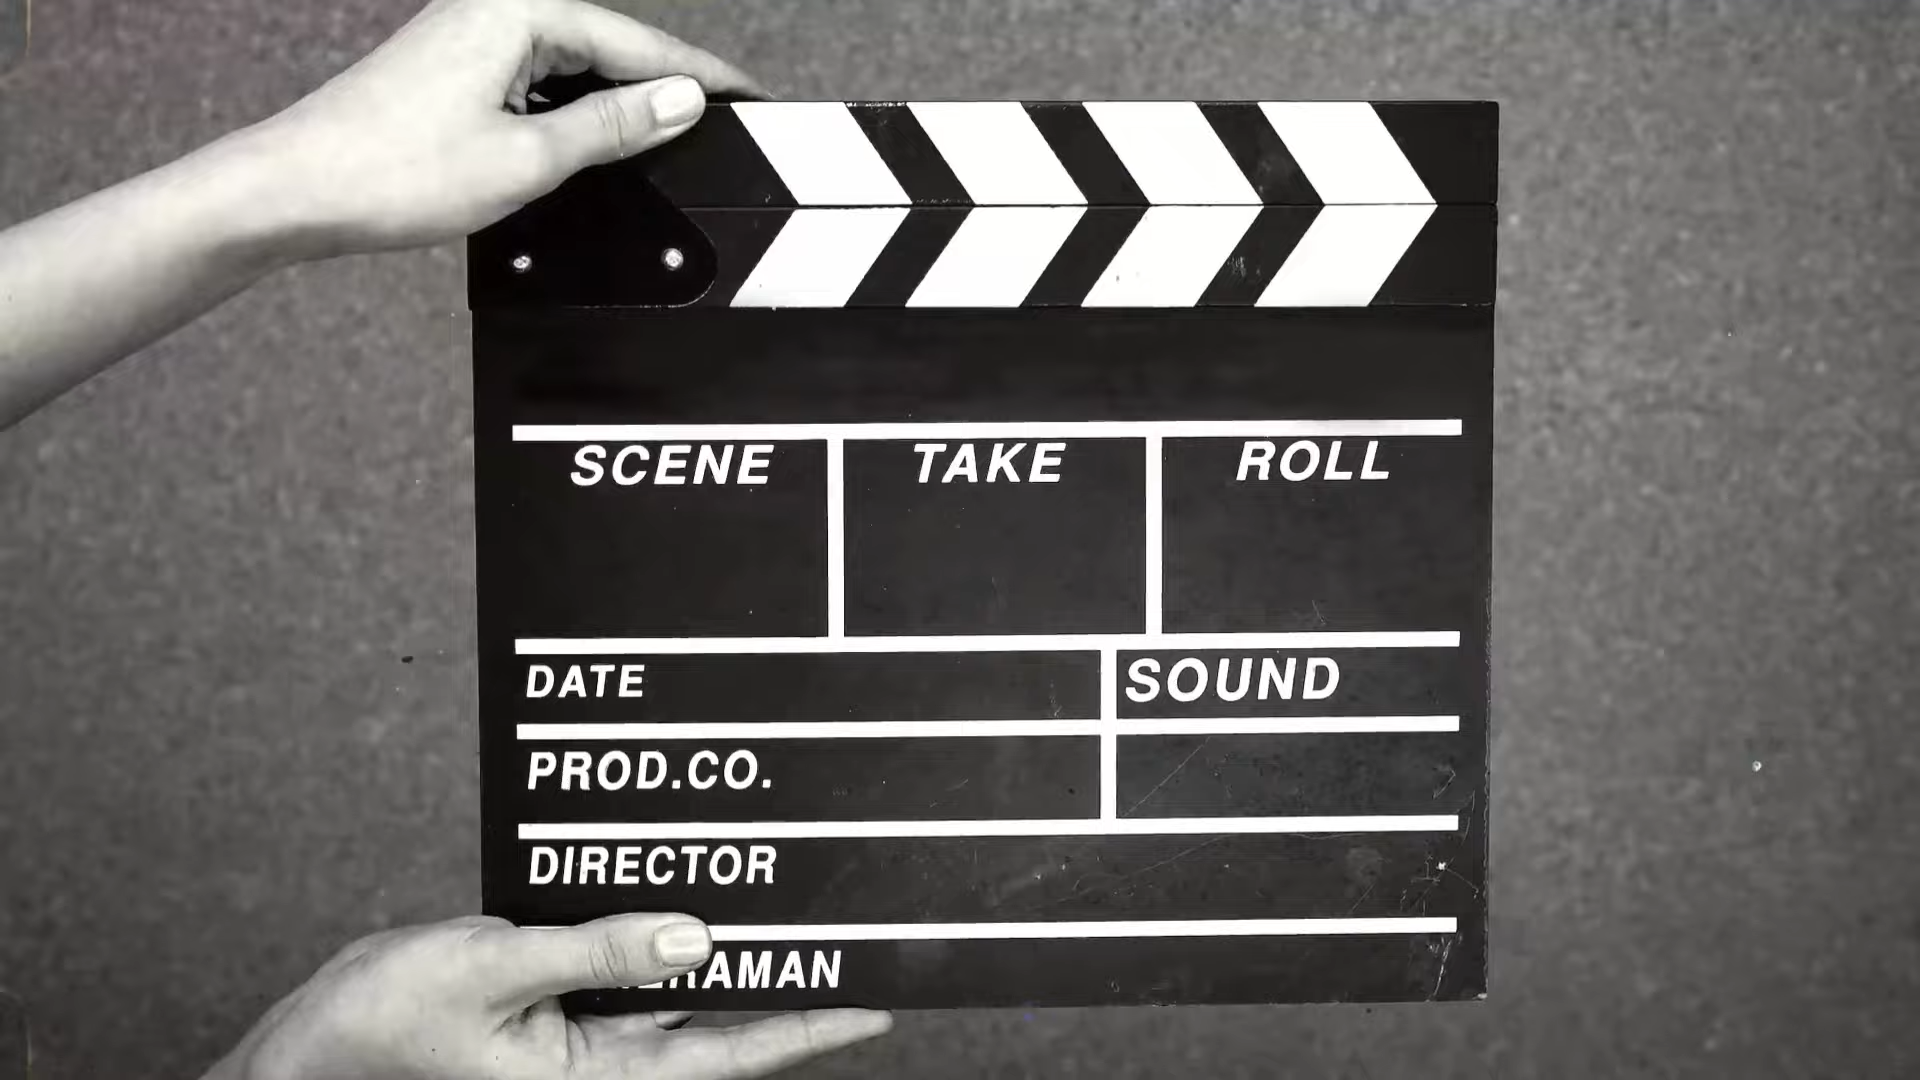 SCENE TAKE ROLL
DATE SOUND
PROD.CO.
DIRECTOR